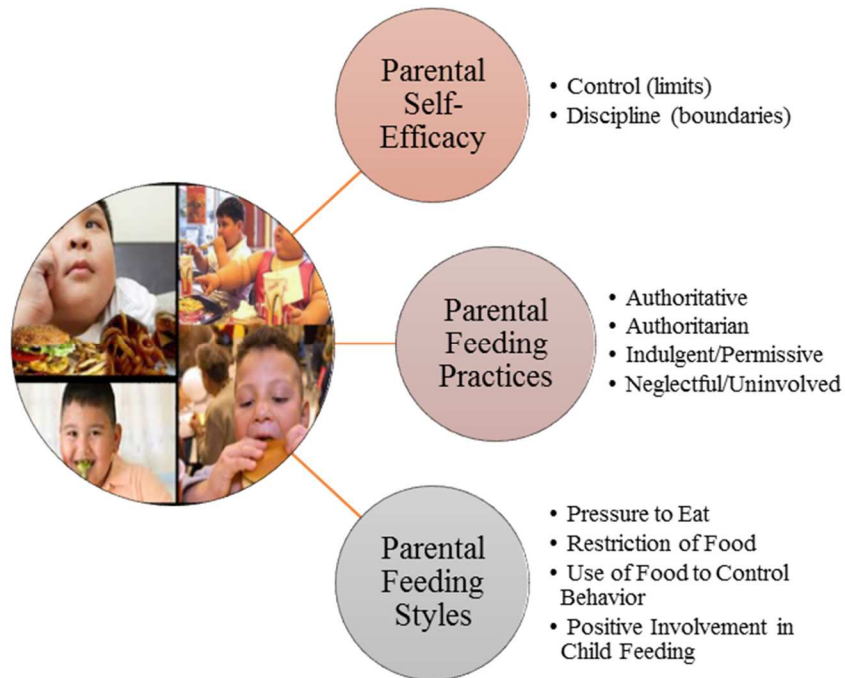 Parental
Self-
Efficacy
• Control (limits)
• Discipline (boundaries)
Parental
Feeding
Practices
• Authoritative
• Authoritarian
• Indulgent/Permissive
• Neglectful/Uninvolved
Parental
Feeding
Styles
• Pressure to Eat
• Restriction of Food
• Use of Food to Control
Behavior
• Positive Involvement in
Child Feeding